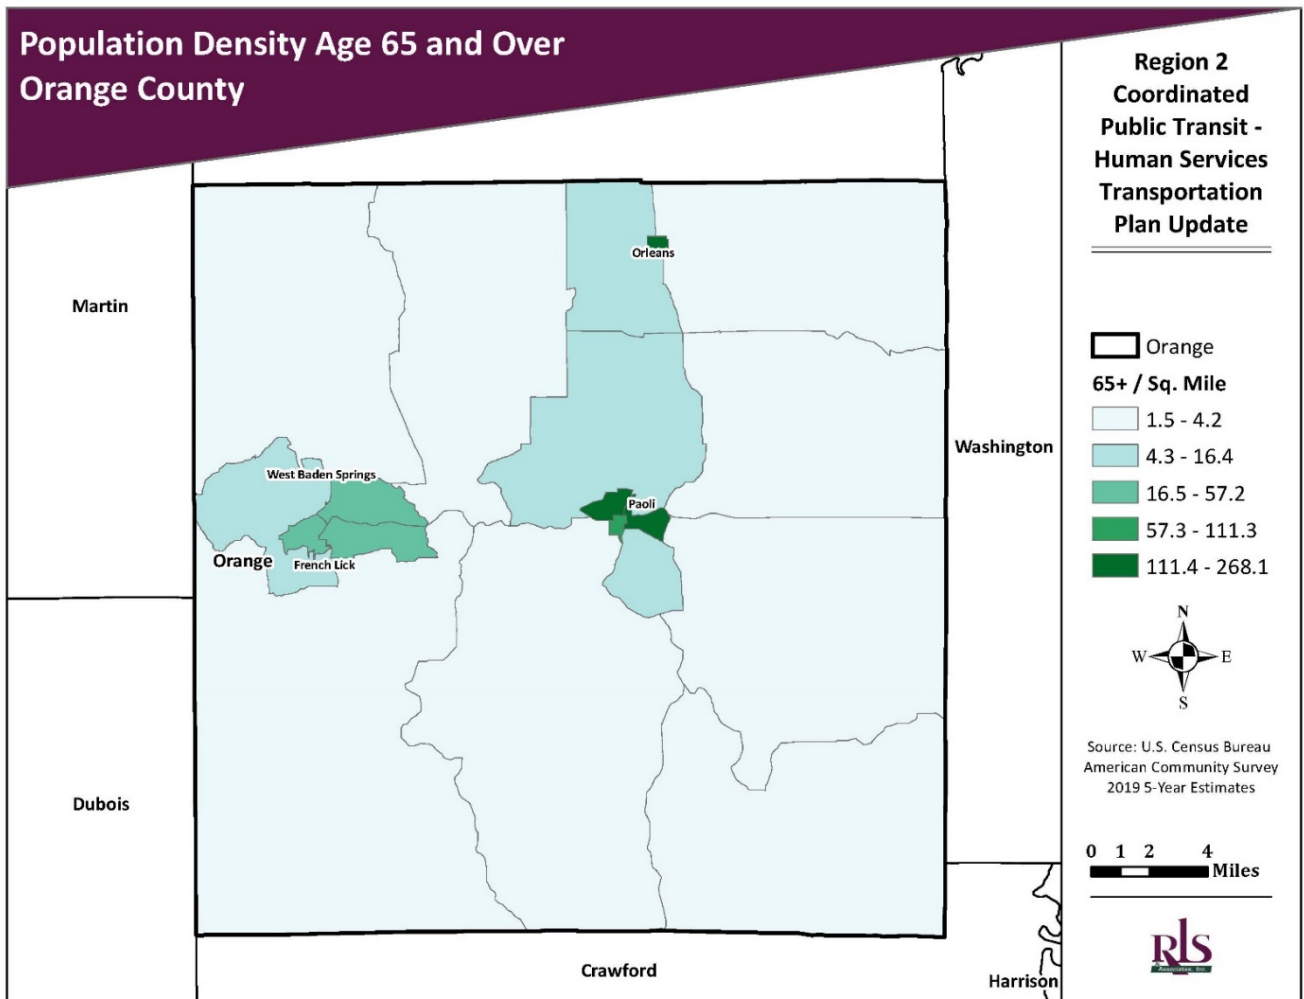 Population Density Age 65 and Over
Orange County
Region 2
Coordinated
Public Transit -
Human Services
Transportation
Plan Update
Orange
65+ / Sq. Mile
1.5 - 4.2
4.3 - 16.4
16.5 - 57.2
57.3 - 111.3
111.4 - 268.1
N
W
E
S
Source: U.S. Census Bureau
American Community Survey
2019 5-Year Estimates
0 1 2 4
Miles
RLS
& Associates, Inc.
Orleans
Martin
Washington
West Baden Springs
Paoli
Orange
French Lick
Dubois
Crawford
Harrison